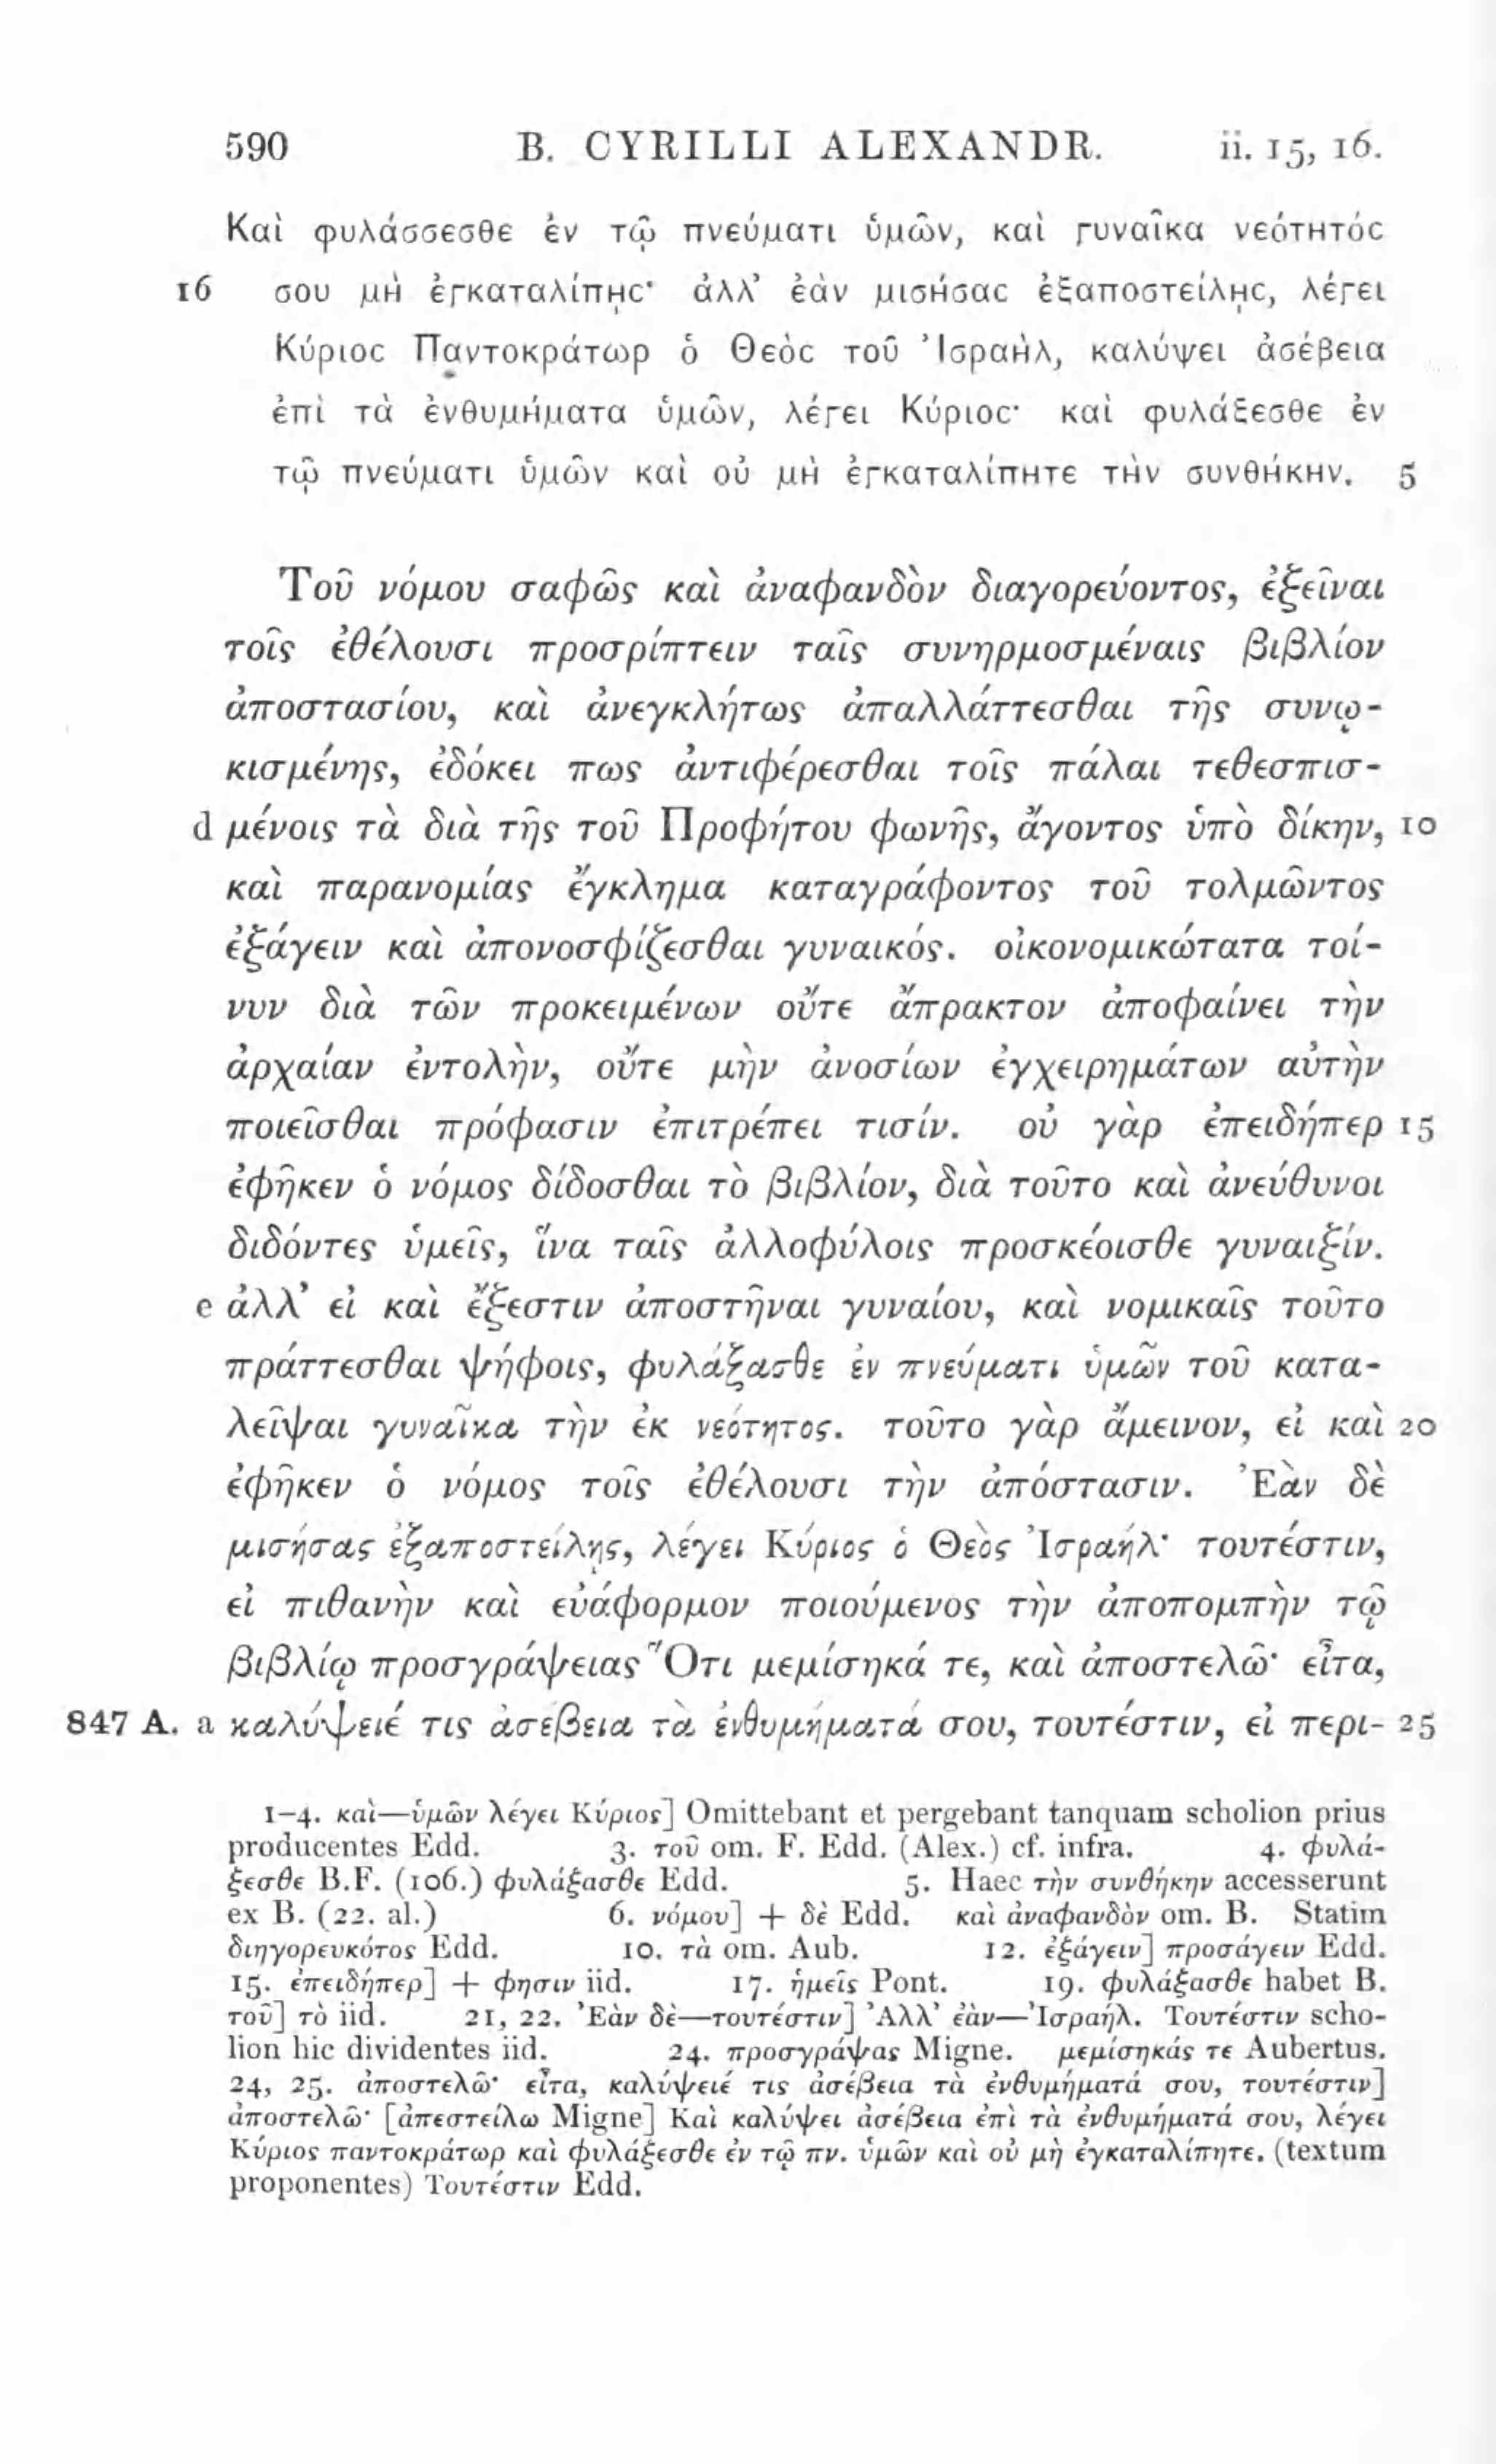 590 B. CYRILLI ALEXANDR. ii. 15, 16.
Καὶ φυλάσσεσθε ἐν τῷ πνεύματι ὑμῶν, καὶ γυναῖκα νεότητός
16 σου μὴ ἐγκαταλίπῃς· ἀλλ’ ἐὰν μισήσας ἐξαποστείλῃς, λέγει
Κύριος Παντοκράτωρ ὁ Θεὸς τοῦ Ἰσραὴλ, καλύψει ἀσέβεια
ἐπὶ τὰ ἐνθυμήματα ὑμῶν, λέγει Κύριος· καὶ φυλάξεσθε ἐν
τῷ πνεύματι ὑμῶν καὶ οὐ μὴ ἐγκαταλίπητε τὴν συνθήκην. 5
Τοῦ νόμου σαφῶς καὶ ἀναφανδὸν διαγορεύοντος, ἐξεῖναι
τοῖς ἐθέλουσι προσρίπτειν ταῖς συνηρμοσμέναις βιβλίον
ἀποστασίου, καὶ ἀνεγκλήτως ἀπαλλάττεσθαι τῆς συνῳ-
κισμένης, ἐδόκει πως ἀντιφέρεσθαι τοῖς πάλαι τεθεσπισ-
d μένοις τὰ διὰ τῆς τοῦ Προφήτου φωνῆς, ἄγοντος ὑπὸ δίκην, 10
καὶ παρανομίας ἔγκλημα καταγράφοντος τοῦ τολμῶντος
ἐξάγειν καὶ ἀπονοσφίζεσθαι γυναικός. οἰκονομικώτατα τοί-
νυν διὰ τῶν προκειμένων οὔτε ἄπρακτον ἀποφαίνει τὴν
ἀρχαίαν ἐντολὴν, οὔτε μὴν ἀνοσίων ἐγχειρημάτων αὐτὴν
ποιεῖσθαι πρόφασιν ἐπιτρέπει τισίν. οὐ γὰρ ἐπειδήπερ 15
ἐφῆκεν ὁ νόμος δίδοσθαι τὸ βιβλίον, διὰ τοῦτο καὶ ἀνεύθυνοι
διδόντες ὑμεῖς, ἵνα ταῖς ἀλλοφύλοις προσκέοισθε γυναιξίν.
e ἀλλ’ εἰ καὶ ἔξεστιν ἀποστῆναι γυναίου, καὶ νομικαῖς τοῦτο
πράττεσθαι ψήφοις, φυλάξασθε ἐν πνεύματι ὑμῶν τοῦ κατα-
λεῖψαι γυναῖκα τὴν ἐκ νεότητος. τοῦτο γὰρ ἄμεινον, εἰ καὶ 20
ἐφῆκεν ὁ νόμος τοῖς ἐθέλουσι τὴν ἀπόστασιν. Ἐὰν δὲ
μισήσας ἐξαποστείλῃς, λέγει Κύριος ὁ Θεὸς Ἰσραήλ· τουτέστιν,
εἰ πιθανὴν καὶ εὐάφορμον ποιούμενος τὴν ἀποπομπὴν τῷ
βιβλίῳ προσγράψειας Ὅτι μεμίσηκά τε, καὶ ἀποστελῶ· εἶτα,
847 A. a καλύψειέ τις ἀσέβεια τὰ ἐνθυμήματά σου, τουτέστιν, εἰ περι- 25
1–4. καὶ—ὑμῶν λέγει Κύριος] Omittebant et pergebant tanquam scholion prius
producentes Edd. 3. τοῦ om. F. Edd. (Alex.) cf. infra. 4. φυλά-
ξεσθε B.F. (106.) φυλάξασθε Edd. 5. Haec τὴν συνθήκην accesserunt
ex B. (22. al.) 6. νόμου] + δὲ Edd. καὶ ἀναφανδὸν om. B. Statim
διηγορευκότος Edd. 10. τὰ om. Aub. 12. ἐξάγειν] προσάγειν Edd.
15. ἐπειδήπερ] + φησιν iid. 17. ἡμεῖς Pont. 19. φυλάξασθε habet B.
τοῦ] τὸ iid. 21, 22. Ἐὰν δὲ—τουτέστιν] Ἀλλ’ ἐὰν—Ἰσραήλ. Τουτέστιν scho-
lion hic dividentes iid. 24. προσγράψας Migne. μεμίσηκάς τε Aubertus.
24, 25. ἀποστελῶ· εἶτα, καλύψειέ τις ἀσέβεια τὰ ἐνθυμήματά σου, τουτέστιν]
ἀποστελῶ· [ἀπεστείλω Migne] Καὶ καλύψει ἀσέβεια ἐπὶ τὰ ἐνθυμήματά σου, λέγει
Κύριος παντοκράτωρ καὶ φυλάξεσθε ἐν τῷ πν. ὑμῶν καὶ οὐ μὴ ἐγκαταλίπητε. (textum
proponentes) Τουτέστιν Edd.